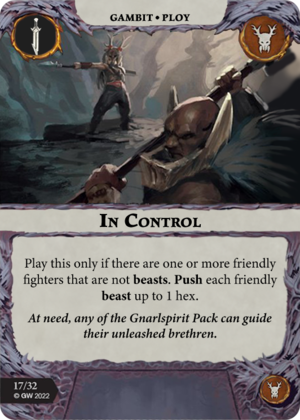 GAMBIT • PLOY
IN CONTROL
Play this only if there are one or more friendly
fighters that are not beasts. Push each friendly
beast up to 1 hex.
At need, any of the Gnarlspirit Pack can guide
their unleashed brethren.
17/32
© GW 2022